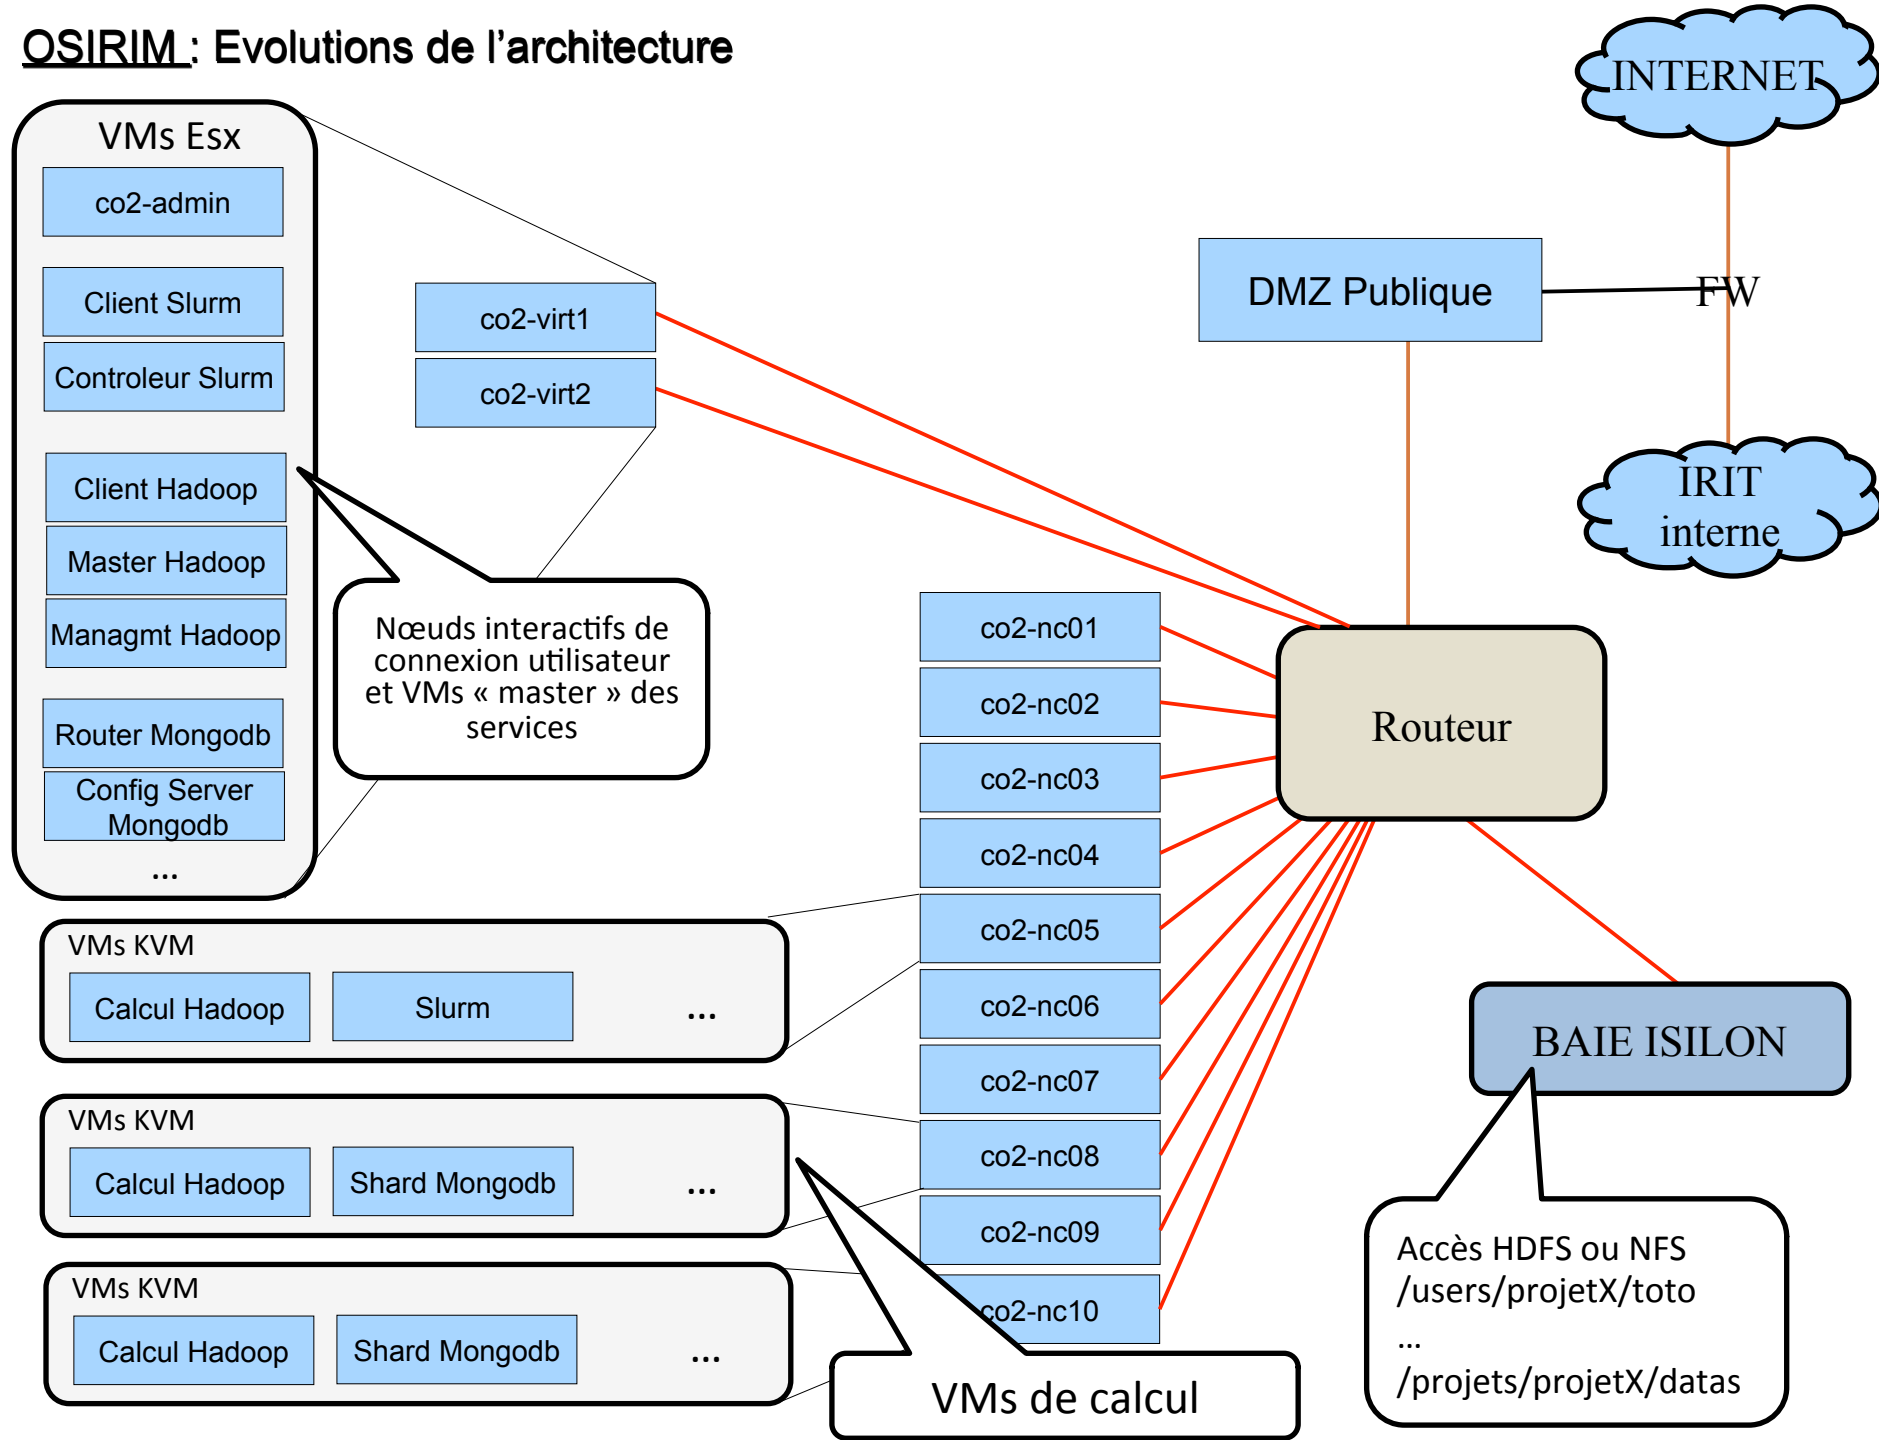 OSIRIM : Evolutions de l’architecture
INTERNET
VMs Esx
co2-admin
Client Slurm
Controleur Slurm
Client Hadoop
Master Hadoop
Managmt Hadoop
Router Mongodb
Config Server
Mongodb
...
co2-virt1
co2-virt2
DMZ Publique
FW
IRIT
interne
Nœuds interactifs de
connexion utilisateur
et VMs « master » des
services
co2-nc01
co2-nc02
co2-nc03
co2-nc04
co2-nc05
co2-nc06
co2-nc07
co2-nc08
co2-nc09
co2-nc10
Routeur
BAIE ISILON
VMs KVM
Calcul Hadoop
Slurm
...
VMs KVM
Calcul Hadoop
Shard Mongodb
...
VMs KVM
Calcul Hadoop
Shard Mongodb
...
VMs de calcul
Accès HDFS ou NFS
/users/projetX/toto
...
/projets/projetX/datas